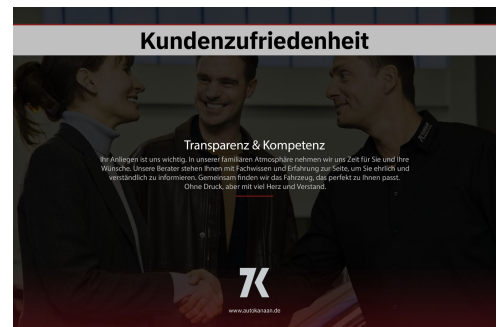 Kundenzufriedenheit
Transparenz & Kompetenz
Ihr Anliegen ist uns wichtig. In unserer familiären Atmosphäre nehmen wir uns Zeit für Sie und Ihre
Wünsche. Unsere Berater stehen Ihnen mit Fachwissen und Erfahrung zur Seite, um Sie ehrlich und
verständlich zu informieren. Gemeinsam finden wir das Fahrzeug, das perfekt zu Ihnen passt.
Ohne Druck, aber mit viel Herz und Verstand.
www.autokanaan.de